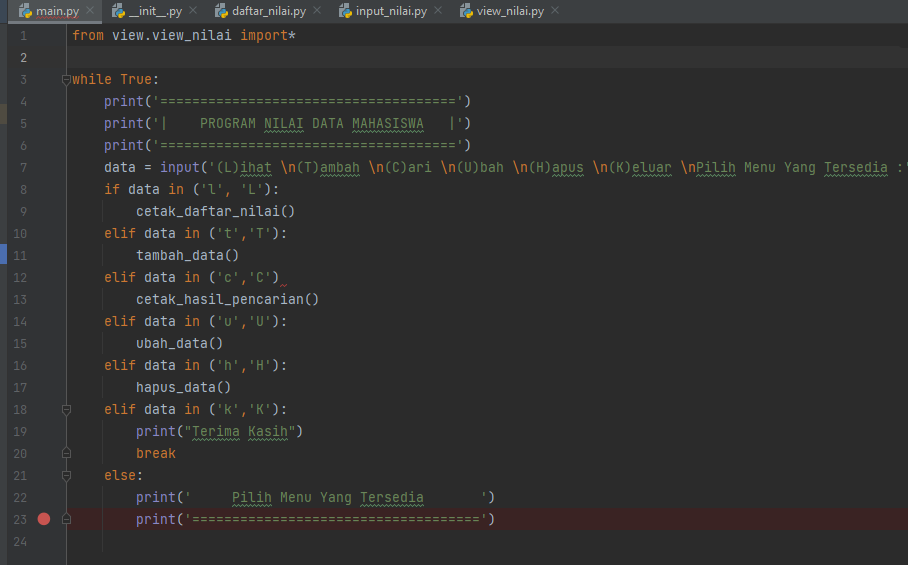 main.py __init__.py daftar_nilai.py input_nilai.py view_nilai.py
1 from view.view_nilai import*
2
3 while True:
4     print('=====================================')
5     print('|    PROGRAM NILAI DATA MAHASISWA   |')
6     print('=====================================')
7     data = input('(L)ihat \n(T)ambah \n(C)ari \n(U)bah \n(H)apus \n(K)eluar \nPilih Menu Yang Tersedia :'
8     if data in ('l', 'L'):
9         cetak_daftar_nilai()
10     elif data in ('t','T'):
11         tambah_data()
12     elif data in ('c','C')
13         cetak_hasil_pencarian()
14     elif data in ('u','U'):
15         ubah_data()
16     elif data in ('h','H'):
17         hapus_data()
18     elif data in ('k','K'):
19         print("Terima Kasih")
20         break
21     else:
22         print('     Pilih Menu Yang Tersedia       ')
23         print('====================================')
24